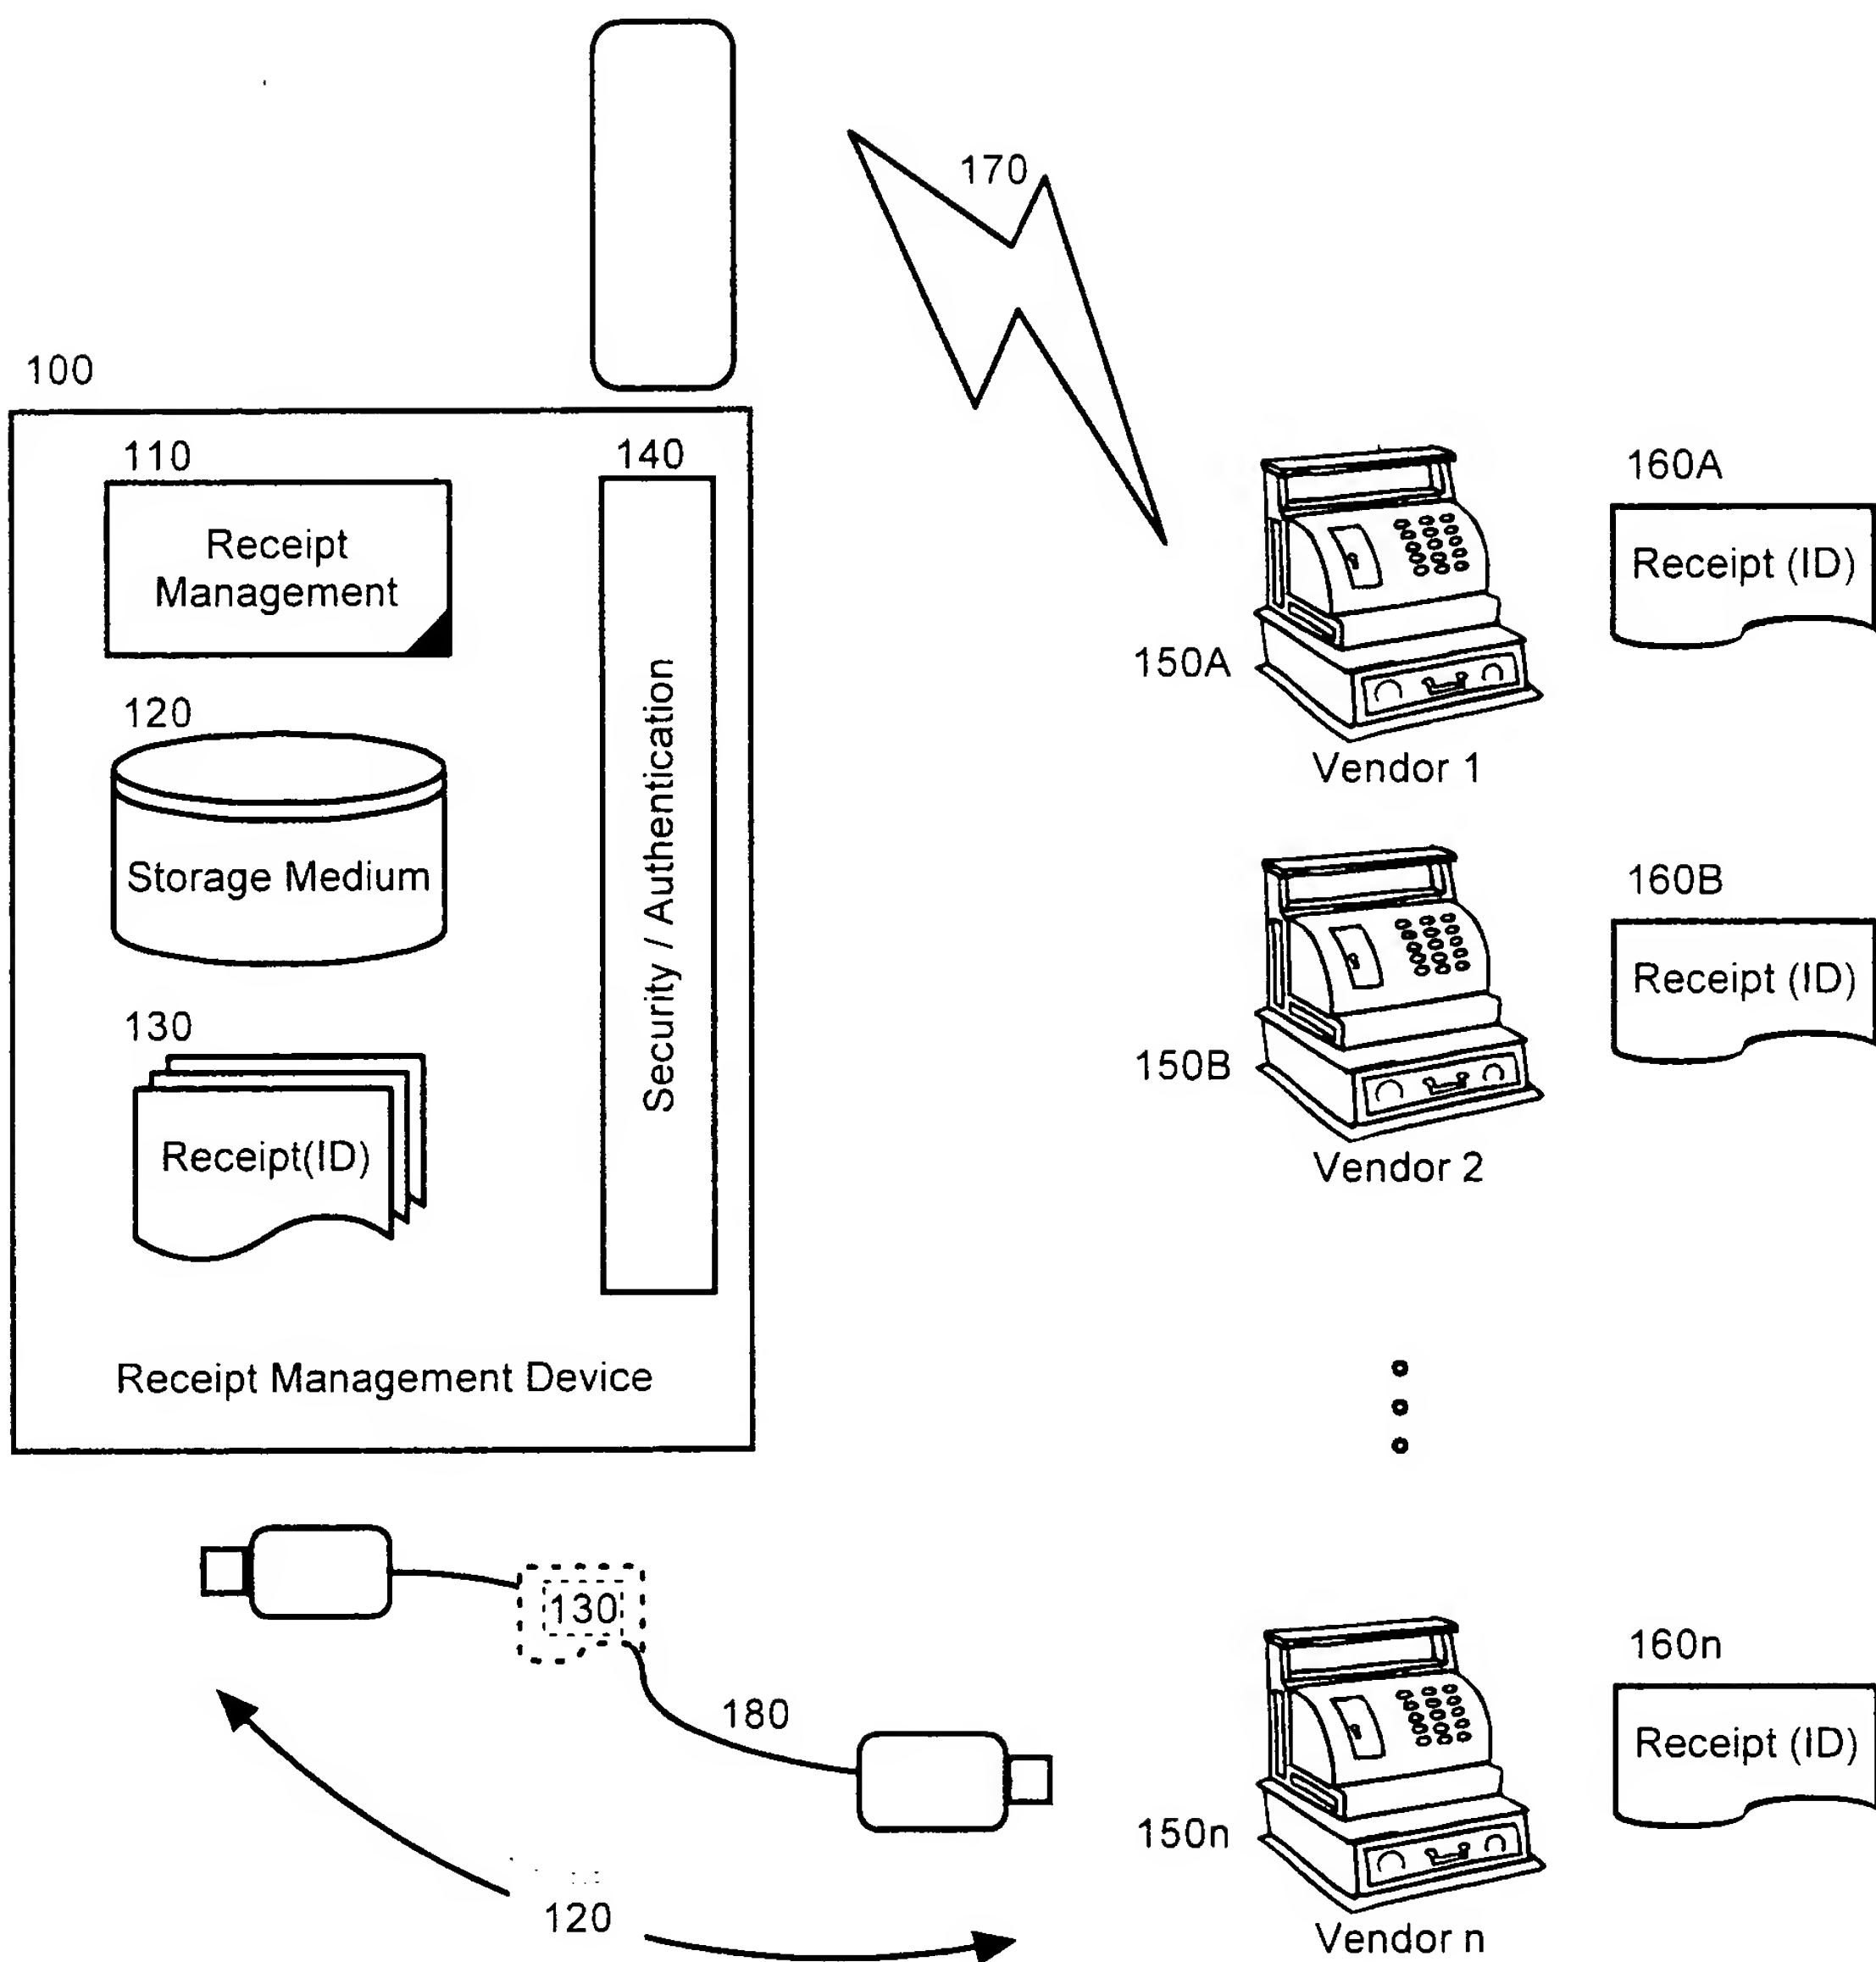 170
100
110
140
Receipt
Management
120
Storage Medium
Security / Authentication
130
Receipt(ID)
Receipt Management Device
160A
Receipt (ID)
150A
Vendor 1
160B
Receipt (ID)
150B
Vendor 2
130
180
120
160n
Receipt (ID)
150n
Vendor n